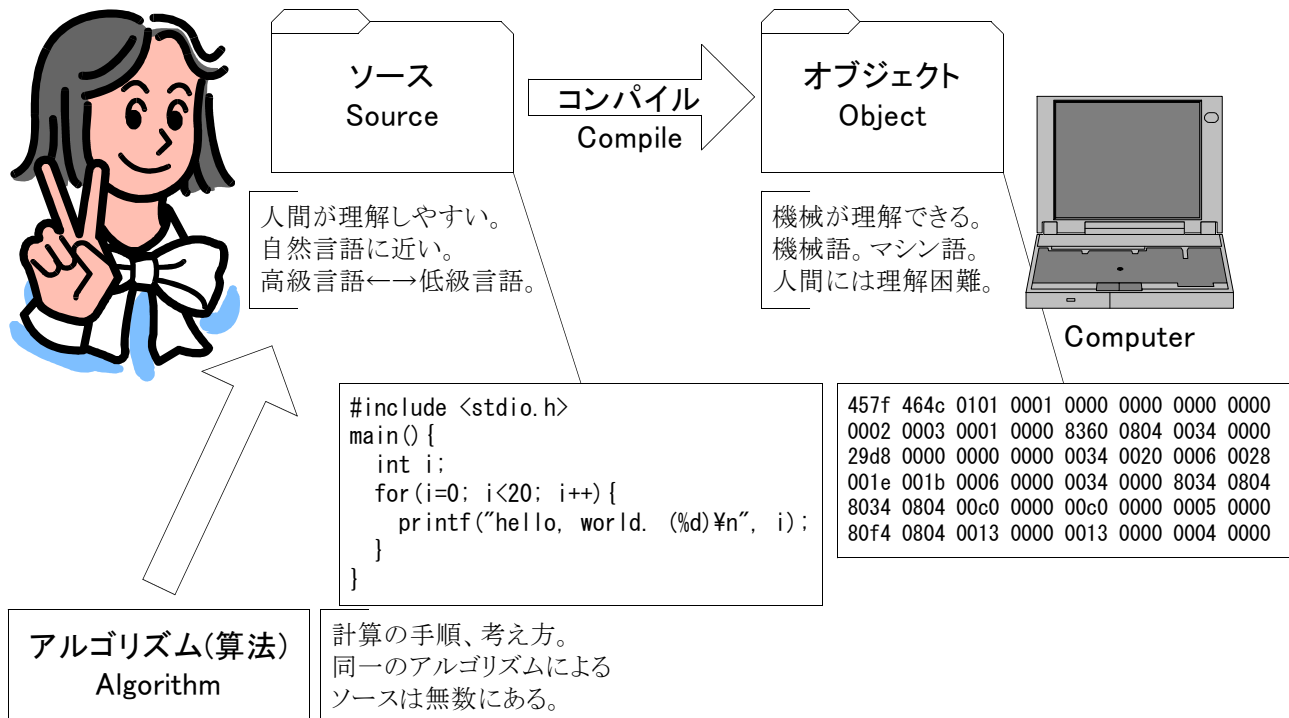 ソース
Source
コンパイル
Compile
オブジェクト
Object
人間が理解しやすい。
自然言語に近い。
高級言語←→低級言語。
機械が理解できる。
機械語。マシン語。
人間には理解困難。
Computer
#include <stdio.h>
main(){
  int i;
  for(i=0; i<20; i++){
    printf("hello, world. (%d)¥n", i);
  }
}
457f 464c 0101 0001 0000 0000 0000 0000
0002 0003 0001 0000 8360 0804 0034 0000
29d8 0000 0000 0000 0034 0020 0006 0028
001e 001b 0006 0000 0034 0000 8034 0804
8034 0804 00c0 0000 00c0 0000 0005 0000
80f4 0804 0013 0000 0013 0000 0004 0000
アルゴリズム(算法)
Algorithm
計算の手順、考え方。
同一のアルゴリズムによる
ソースは無数にある。